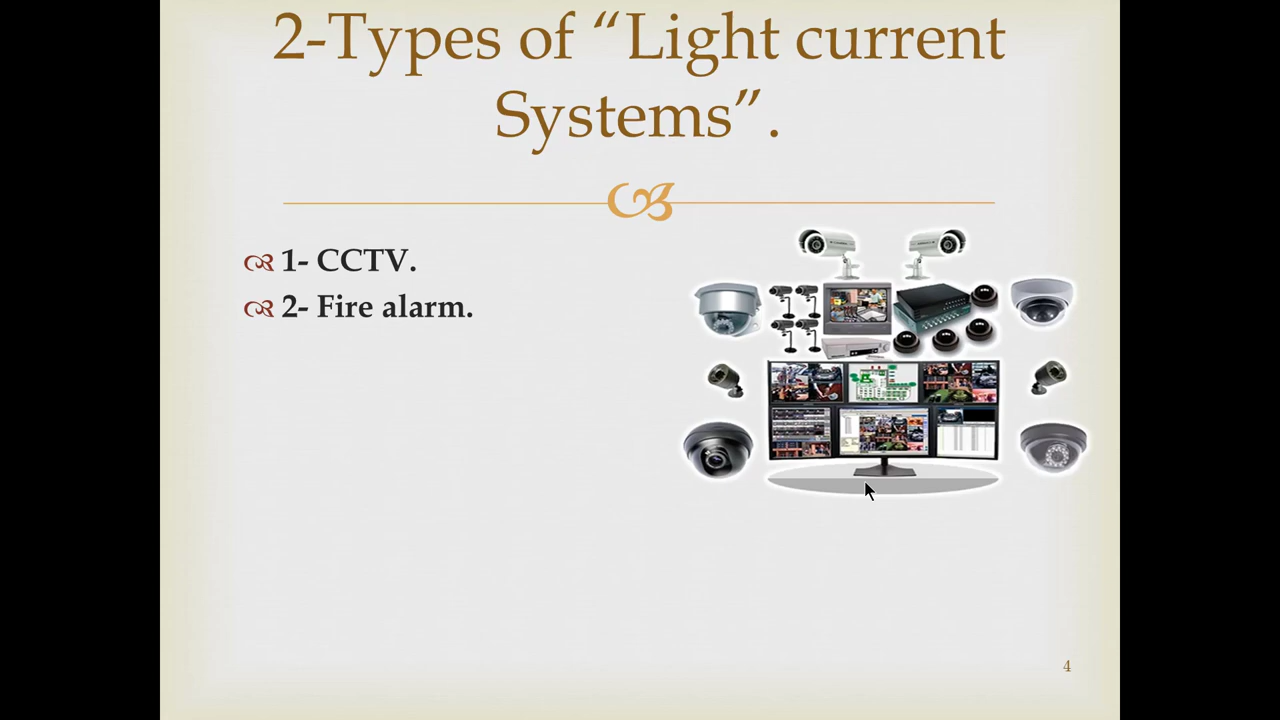 2-Types of “Light current
Systems”.
1- CCTV.
2- Fire alarm.
4